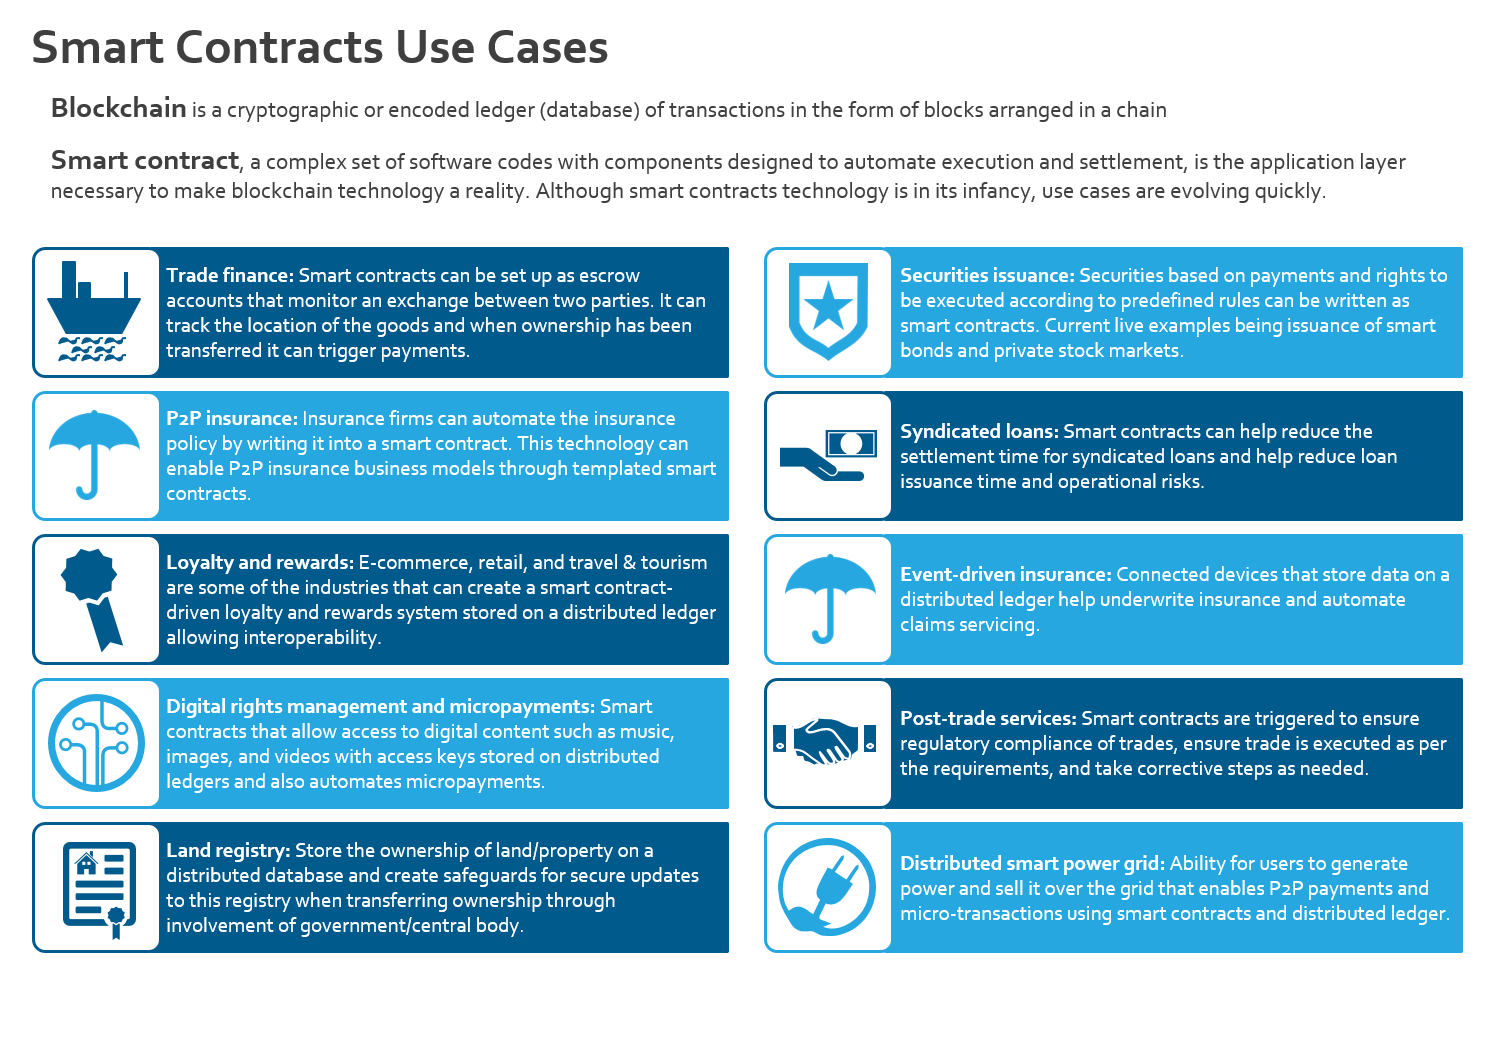 Smart Contracts Use Cases
Blockchain is a cryptographic or encoded ledger (database) of transactions in the form of blocks arranged in a chain
Smart contract, a complex set of software codes with components designed to automate execution and settlement, is the application layer
necessary to make blockchain technology a reality. Although smart contracts technology is in its infancy, use cases are evolving quickly.
Trade finance: Smart contracts can be set up as escrow
accounts that monitor an exchange between two parties. It can
track the location of the goods and when ownership has been
transferred it can trigger payments.
P2P insurance: Insurance firms can automate the insurance
policy by writing it into a smart contract. This technology can
enable P2P insurance business models through templated smart
contracts.
Loyalty and rewards: E-commerce, retail, and travel & tourism
are some of the industries that can create a smart contract-
driven loyalty and rewards system stored on a distributed ledger
allowing interoperability.
Digital rights management and micropayments: Smart
contracts that allow access to digital content such as music,
images, and videos with access keys stored on distributed
ledgers and also automates micropayments.
Land registry: Store the ownership of land/property on a
distributed database and create safeguards for secure updates
to this registry when transferring ownership through
involvement of government/central body.
Securities issuance: Securities based on payments and rights to
be executed according to predefined rules can be written as
smart contracts. Current live examples being issuance of smart
bonds and private stock markets.
Syndicated loans: Smart contracts can help reduce the
settlement time for syndicated loans and help reduce loan
issuance time and operational risks.
Event-driven insurance: Connected devices that store data on a
distributed ledger help underwrite insurance and automate
claims servicing.
Post-trade services: Smart contracts are triggered to ensure
regulatory compliance of trades, ensure trade is executed as per
the requirements, and take corrective steps as needed.
Distributed smart power grid: Ability for users to generate
power and sell it over the grid that enables P2P payments and
micro-transactions using smart contracts and distributed ledger.